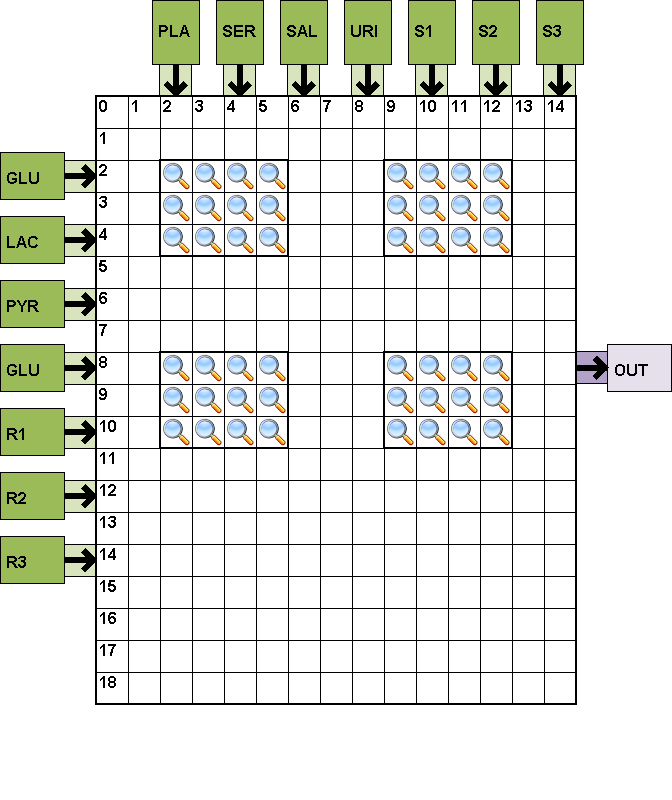 PLA SER SAL URI S1 S2 S3
0 1 2 3 4 5 6 7 8 9 10 11 12 13 14
1
GLU 2
3
LAC 4
5
PYR 6
7
GLU 8 OUT
9
R1 10
11
R2 12
13
R3 14
15
16
17
18